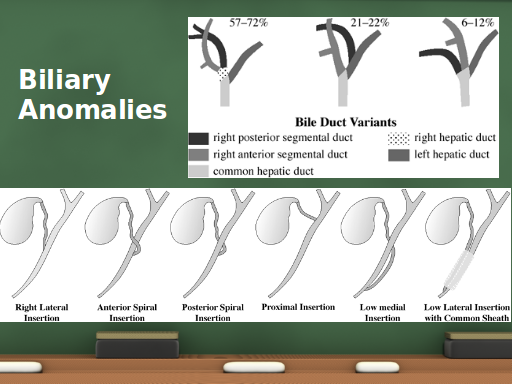 Biliary
Anomalies
57–72%
21–22%
6–12%
Bile Duct Variants
right posterior segmental duct
right hepatic duct
right anterior segmental duct
left hepatic duct
common hepatic duct
Right Lateral
Insertion
Anterior Spiral
Insertion
Posterior Spiral
Insertion
Proximal Insertion
Low medial
Insertion
Low Lateral Insertion
with Common Sheath